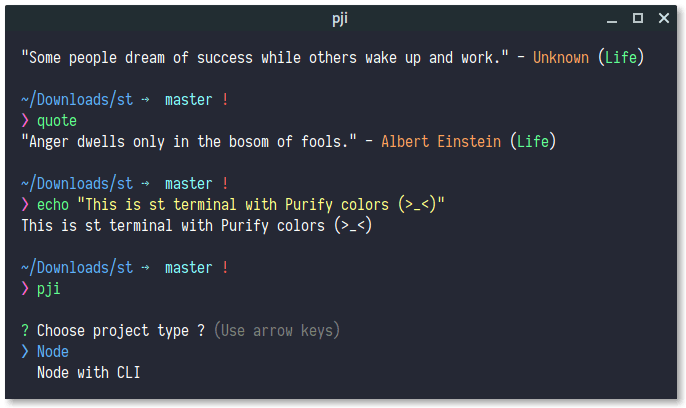 pji
"Some people dream of success while others wake up and work." - Unknown (Life)
~/Downloads/st → master !
❯ quote
"Anger dwells only in the bosom of fools." - Albert Einstein (Life)
~/Downloads/st → master !
❯ echo "This is st terminal with Purify colors (>_<)"
This is st terminal with Purify colors (>_<)
~/Downloads/st → master !
❯ pji
? Choose project type ? (Use arrow keys)
❯ Node
Node with CLI